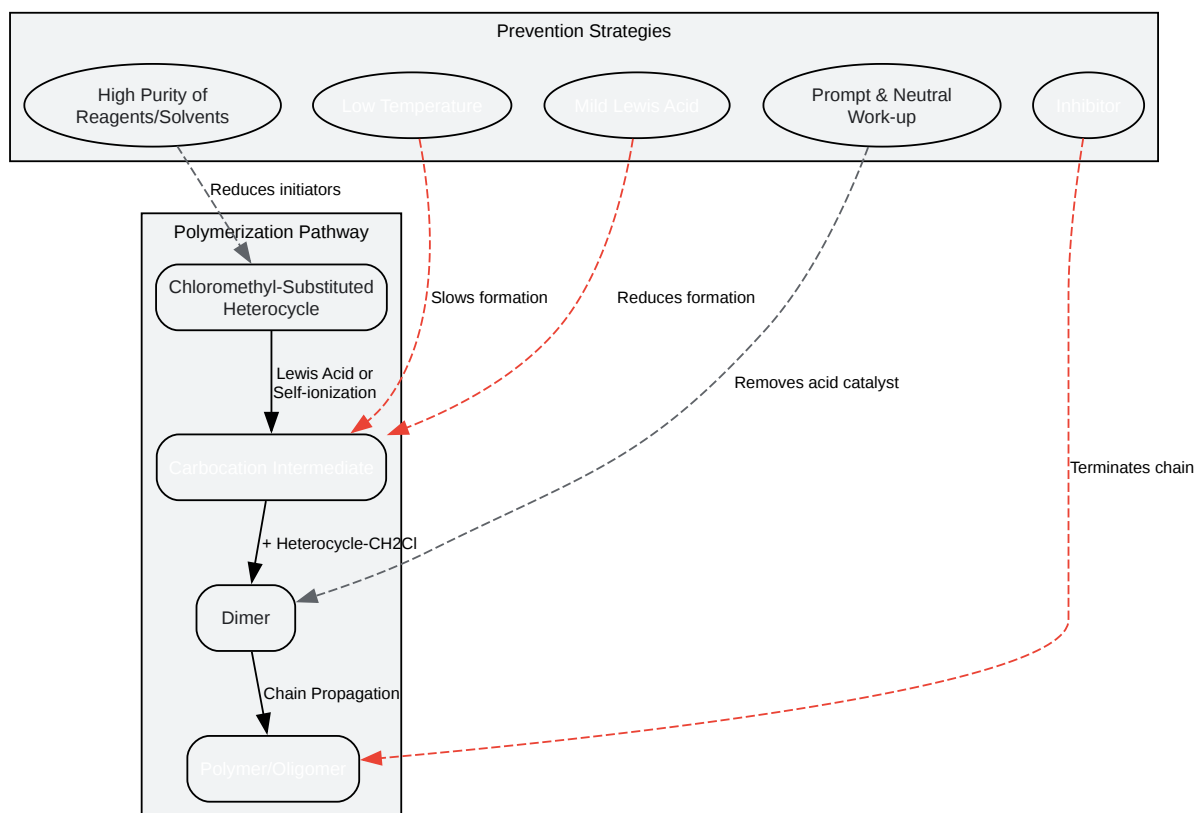 Prevention Strategies
High Purity of
Reagents/Solvents
Low Temperature
Mild Lewis Acid
Prompt & Neutral
Work-up
Inhibitor
Reduces initiators
Polymerization Pathway
Chloromethyl-Substituted
Heterocycle
Slows formation
Reduces formation
Lewis Acid or
Self-ionization
Removes acid catalyst
Carbocation Intermediate
Terminates chain
+ Heterocycle-CH2Cl
Dimer
Chain Propagation
Polymer/Oligomer